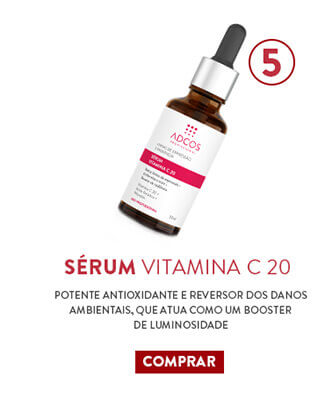 5
ADCOS
SÉRUM
VITAMINA C 20
SÉRUM VITAMINA C 20
POTENTE ANTIOXIDANTE E REVERSOR DOS DANOS
AMBIENTAIS, QUE ATUA COMO UM BOOSTER
DE LUMINOSIDADE
COMPRAR